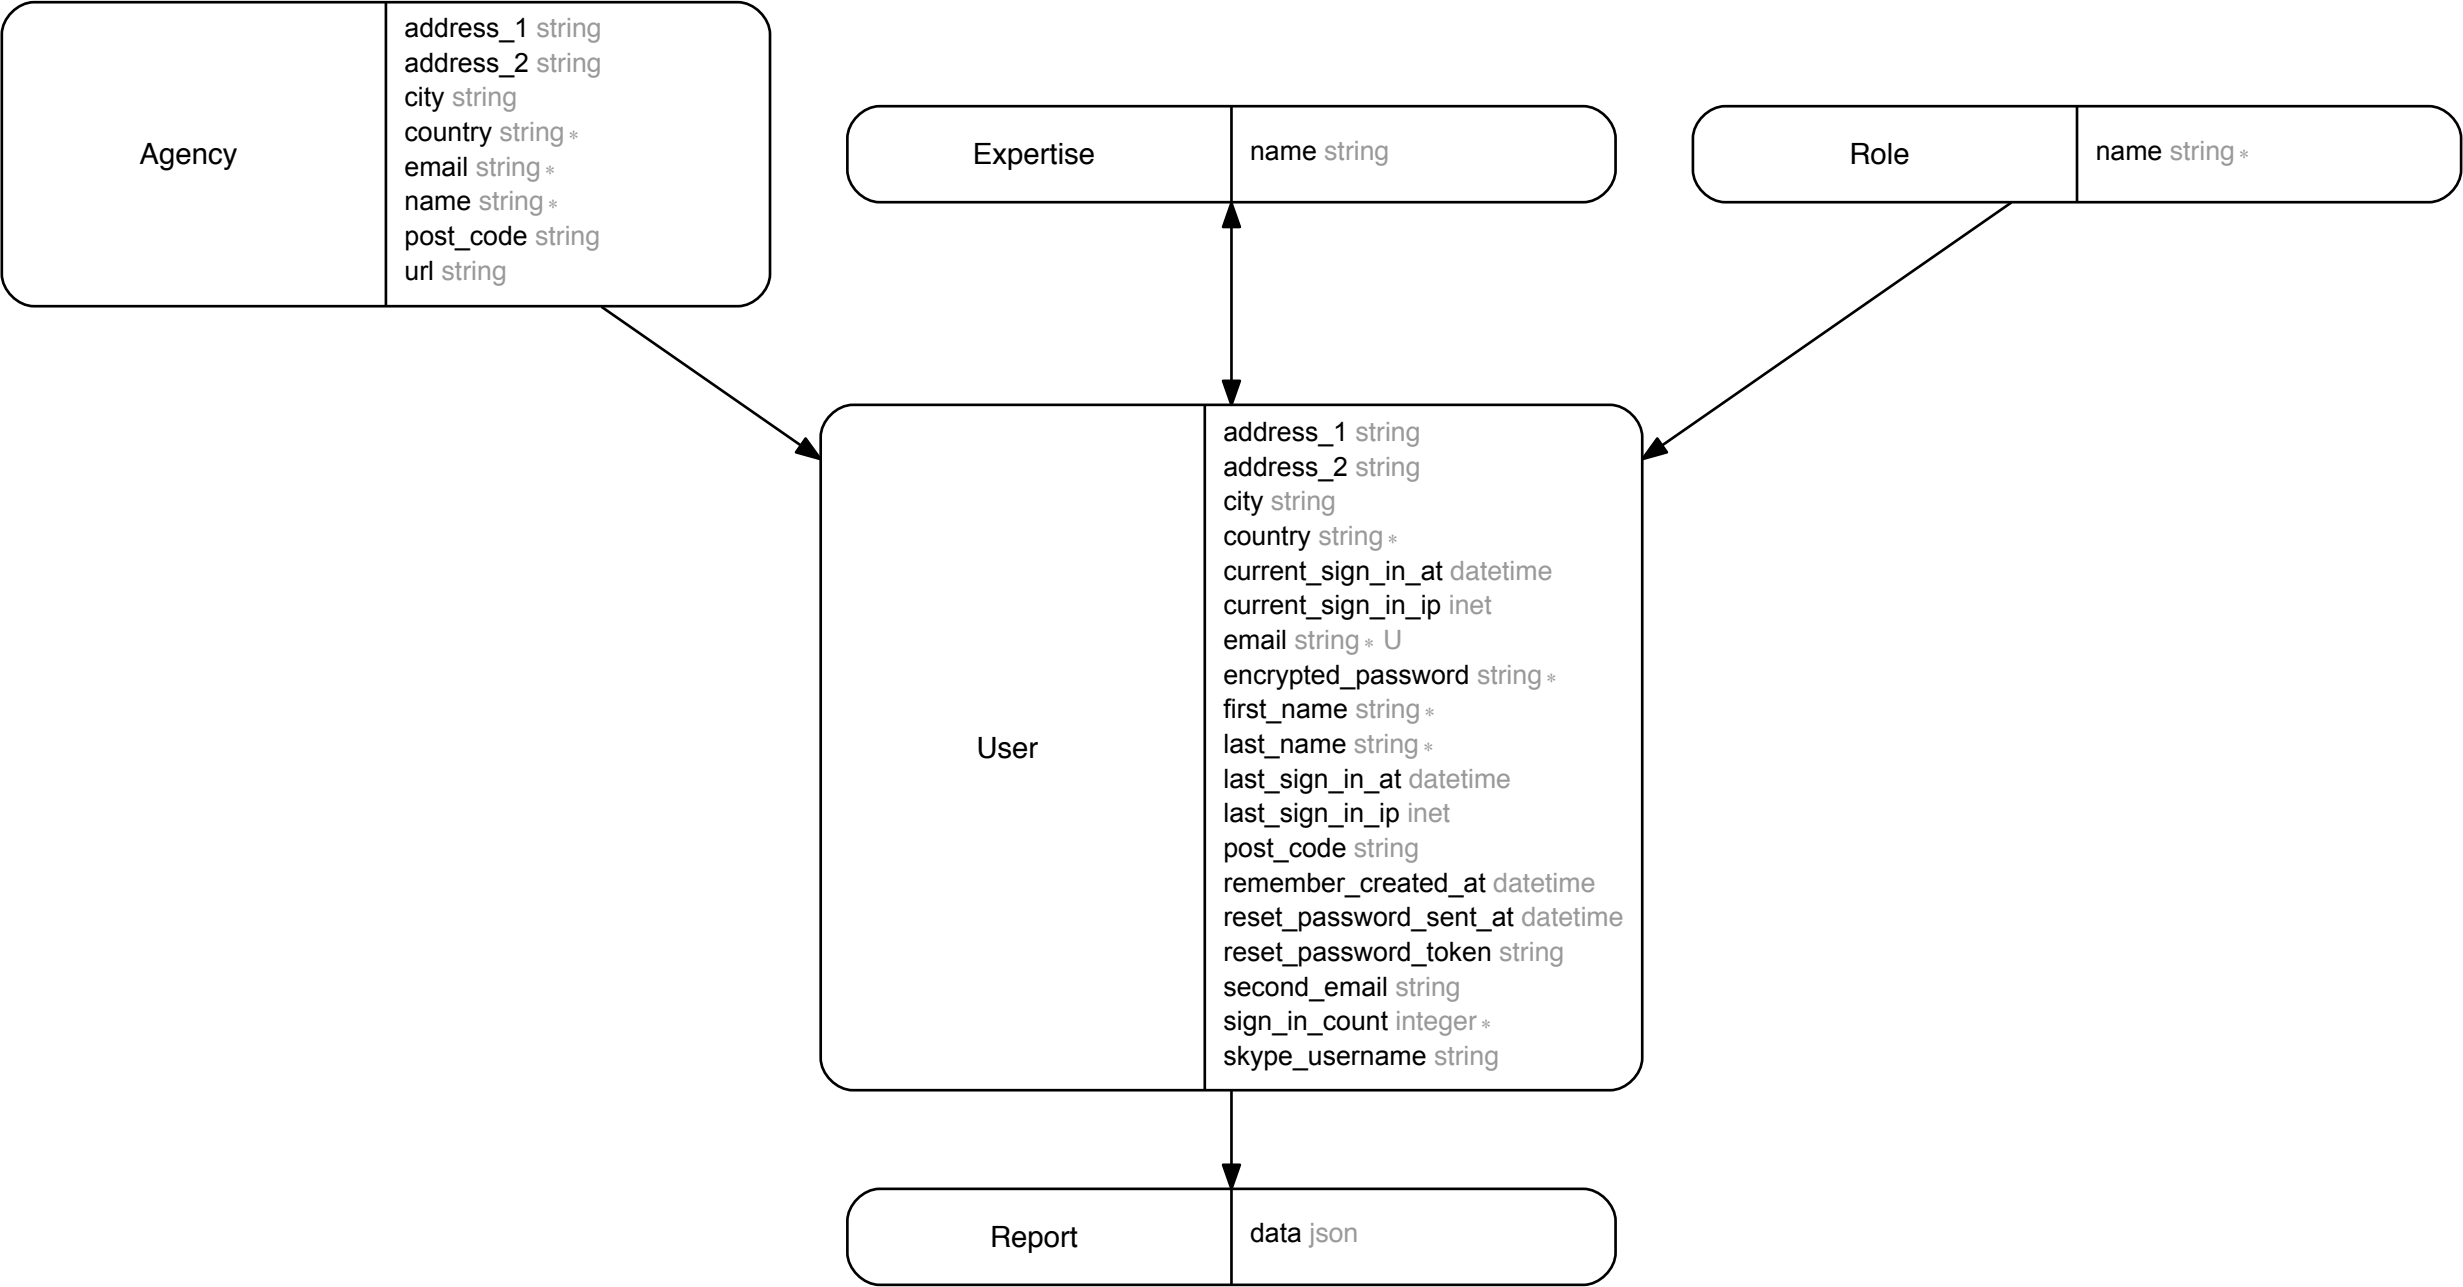 Agency
address_1 string
address_2 string
city string
country string *
email string *
name string *
post_code string
url string
Expertise
name string
Role
name string *
User
address_1 string
address_2 string
city string
country string *
current_sign_in_at datetime
current_sign_in_ip inet
email string * U
encrypted_password string *
first_name string *
last_name string *
last_sign_in_at datetime
last_sign_in_ip inet
post_code string
remember_created_at datetime
reset_password_sent_at datetime
reset_password_token string
second_email string
sign_in_count integer *
skype_username string
Report
data json